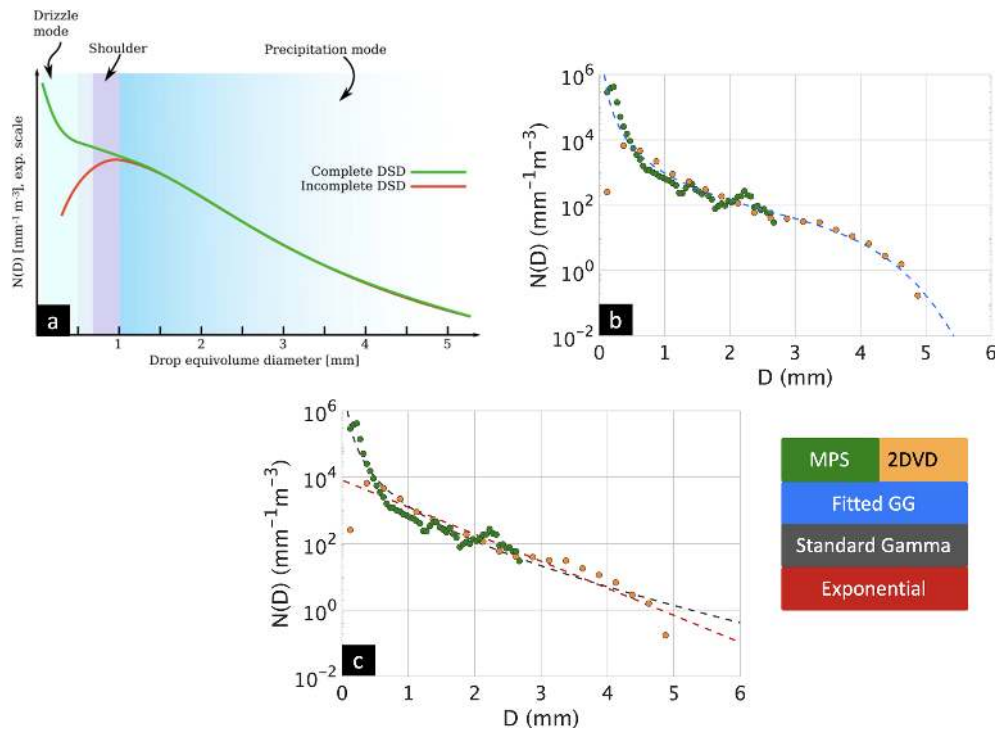 Drizzle
mode
Shoulder
Precipitation mode
N(D) [mm⁻¹ m⁻³], exp. scale
Complete DSD
Incomplete DSD
a
1 2 3 4 5
Drop equivolume diameter [mm]
10⁶
10⁴
10²
10⁰
10⁻²
N(D) (mm⁻¹m⁻³)
b
0 1 2 3 4 5 6
D (mm)
10⁶
10⁴
10²
10⁰
10⁻²
N(D) (mm⁻¹m⁻³)
c
0 1 2 3 4 5 6
D (mm)
MPS 2DVD
Fitted GG
Standard Gamma
Exponential